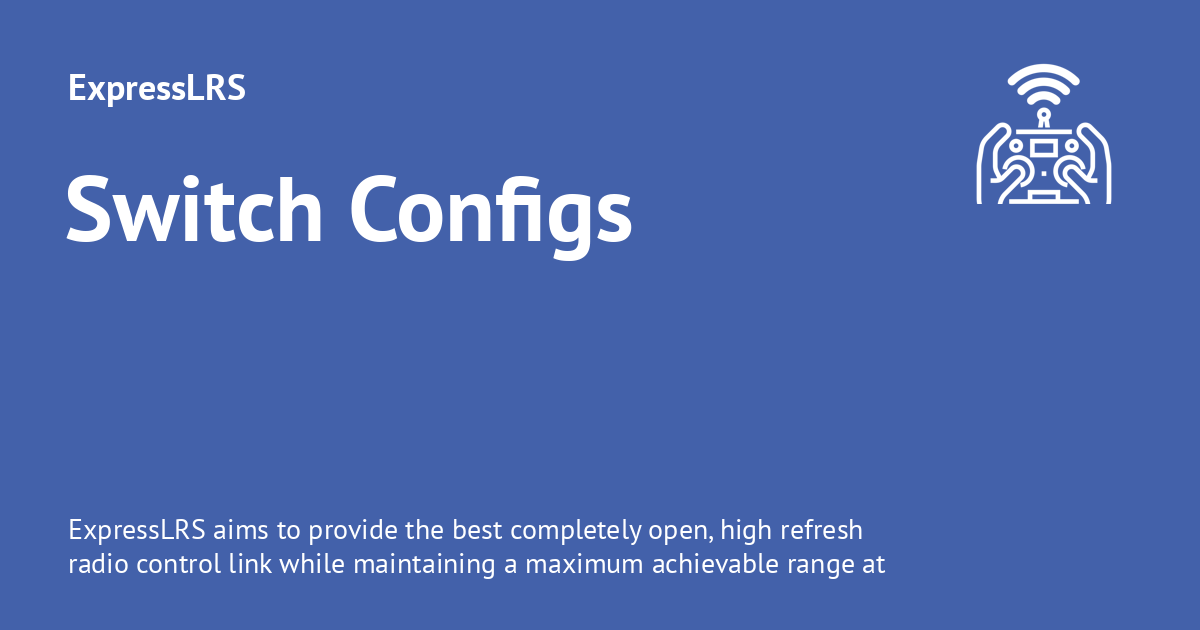 ExpressLRS
Switch Configs
ExpressLRS aims to provide the best completely open, high refresh
radio control link while maintaining a maximum achievable range at